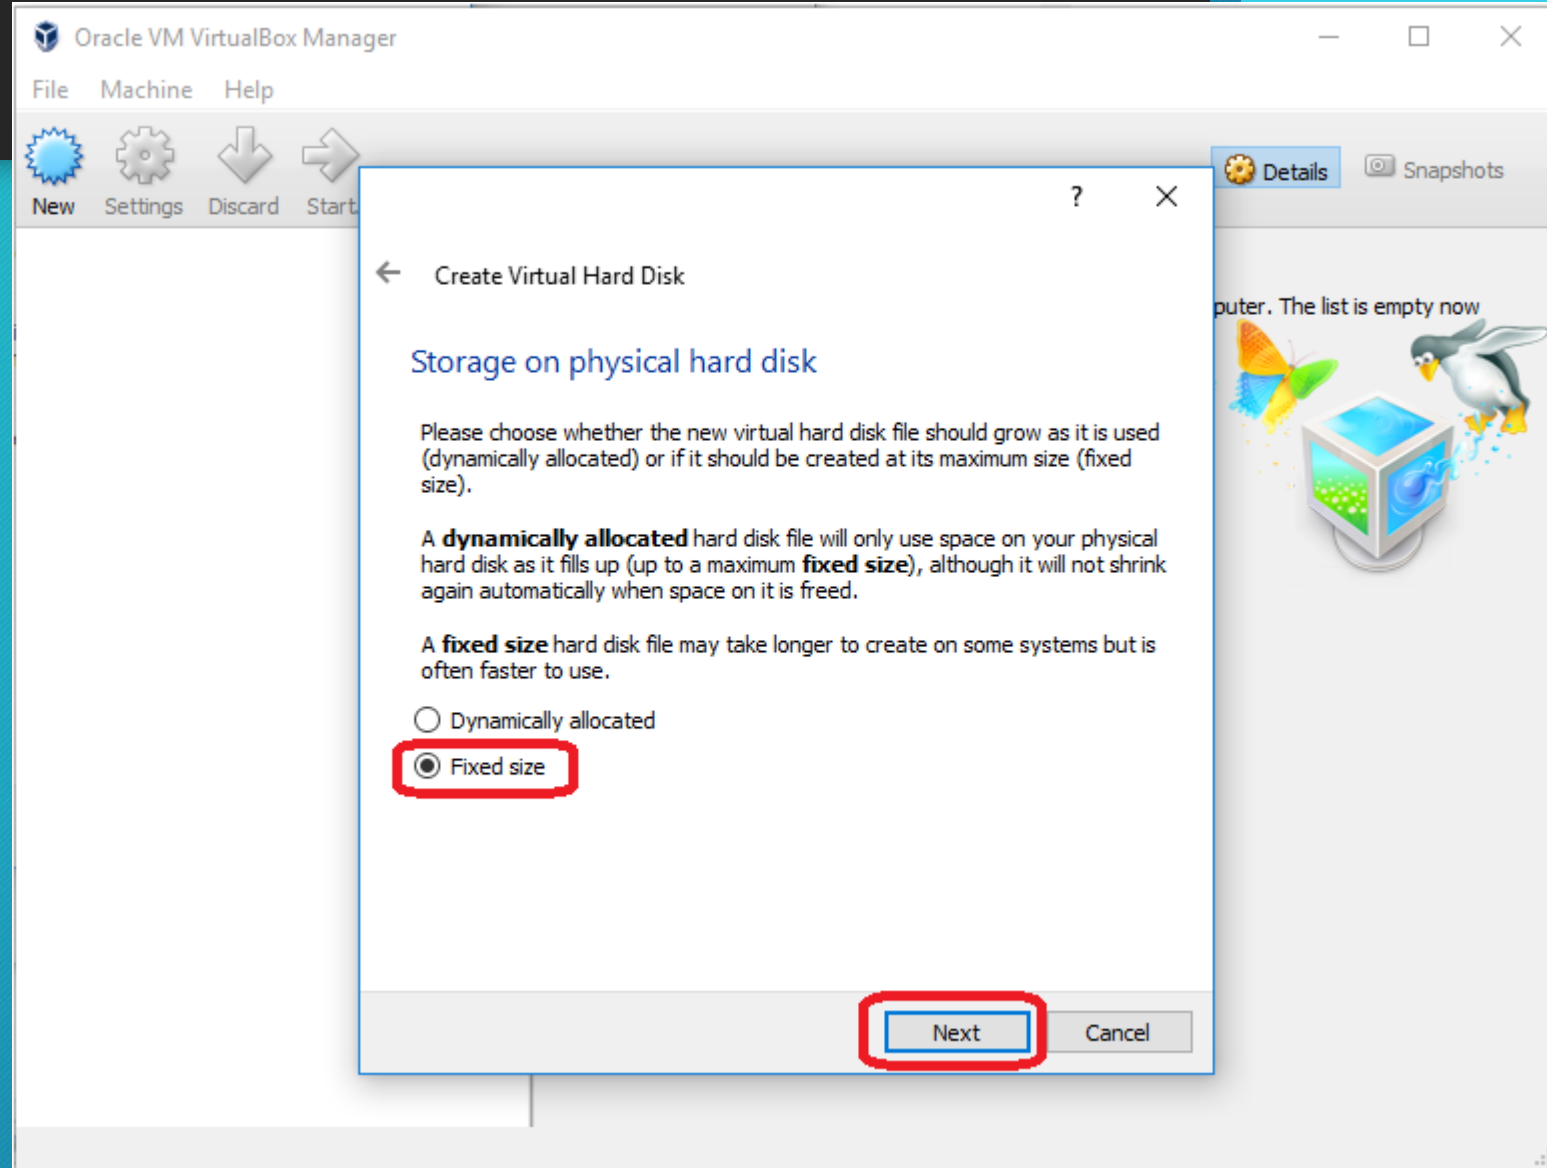 Oracle VM VirtualBox Manager
File Machine Help
New Settings Discard Start
Details Snapshots
?
Create Virtual Hard Disk
puter. The list is empty now
Storage on physical hard disk
Please choose whether the new virtual hard disk file should grow as it is used
(dynamically allocated) or if it should be created at its maximum size (fixed
size).
A dynamically allocated hard disk file will only use space on your physical
hard disk as it fills up (up to a maximum fixed size), although it will not shrink
again automatically when space on it is freed.
A fixed size hard disk file may take longer to create on some systems but is
often faster to use.
Dynamically allocated
Fixed size
Next Cancel